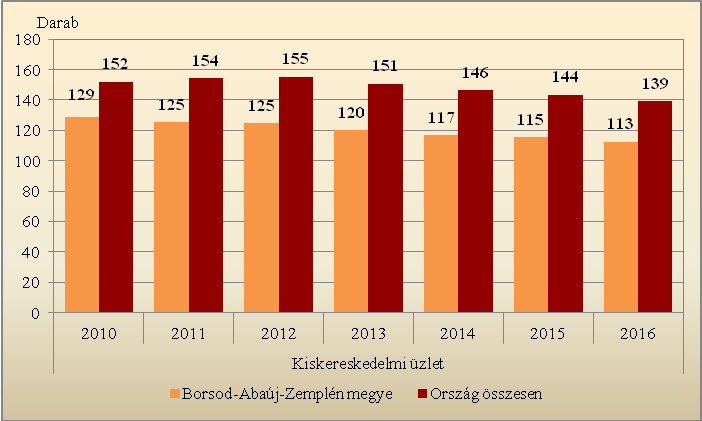 Darab
180
160
140
120
100
80
60
40
20
0
129 152 125 154 125 155 120 151 117 146 115 144 113 139
2010 2011 2012 2013 2014 2015 2016
Kiskereskedelmi üzlet
Borsod-Abaúj-Zemplén megye Ország összesen